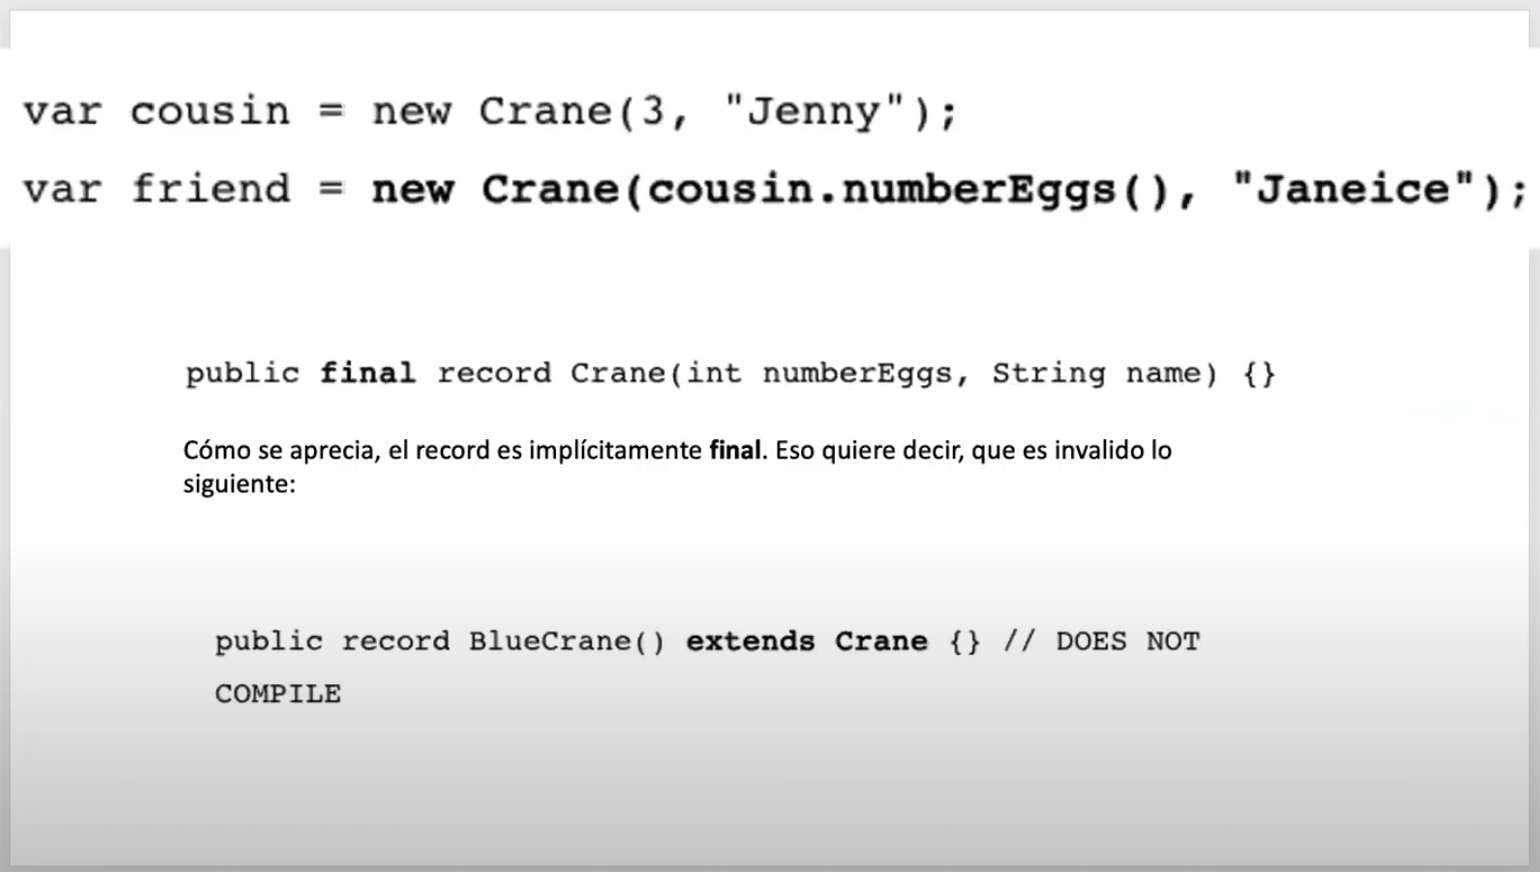 var cousin = new Crane(3, "Jenny");
var friend = new Crane(cousin.numberEggs(), "Janeice");
public final record Crane(int numberEggs, String name) {}
Cómo se aprecia, el record es implícitamente final. Eso quiere decir, que es invalido lo
siguiente:
public record BlueCrane() extends Crane {} // DOES NOT
COMPILE